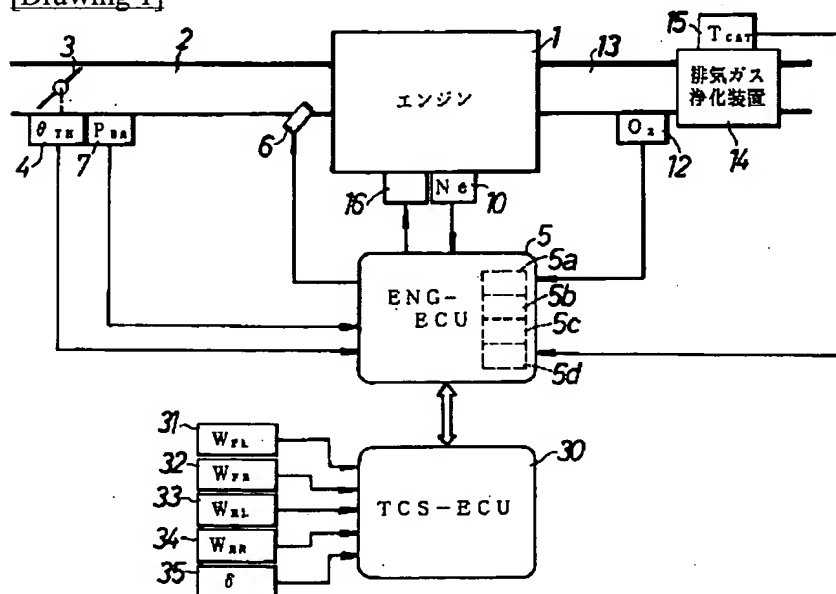 [Drawing 1]
15
T CAT
1
3
2
13
エンジン
排気ガス
浄化装置
θ TH
P BA
6
O 2
4
7
12
14
16
N e
10
5
5a
ENG-
ECU
5b
5c
5d
31
W FL
30
32
W FR
33
W RL
TCS-ECU
34
W RR
35
δ